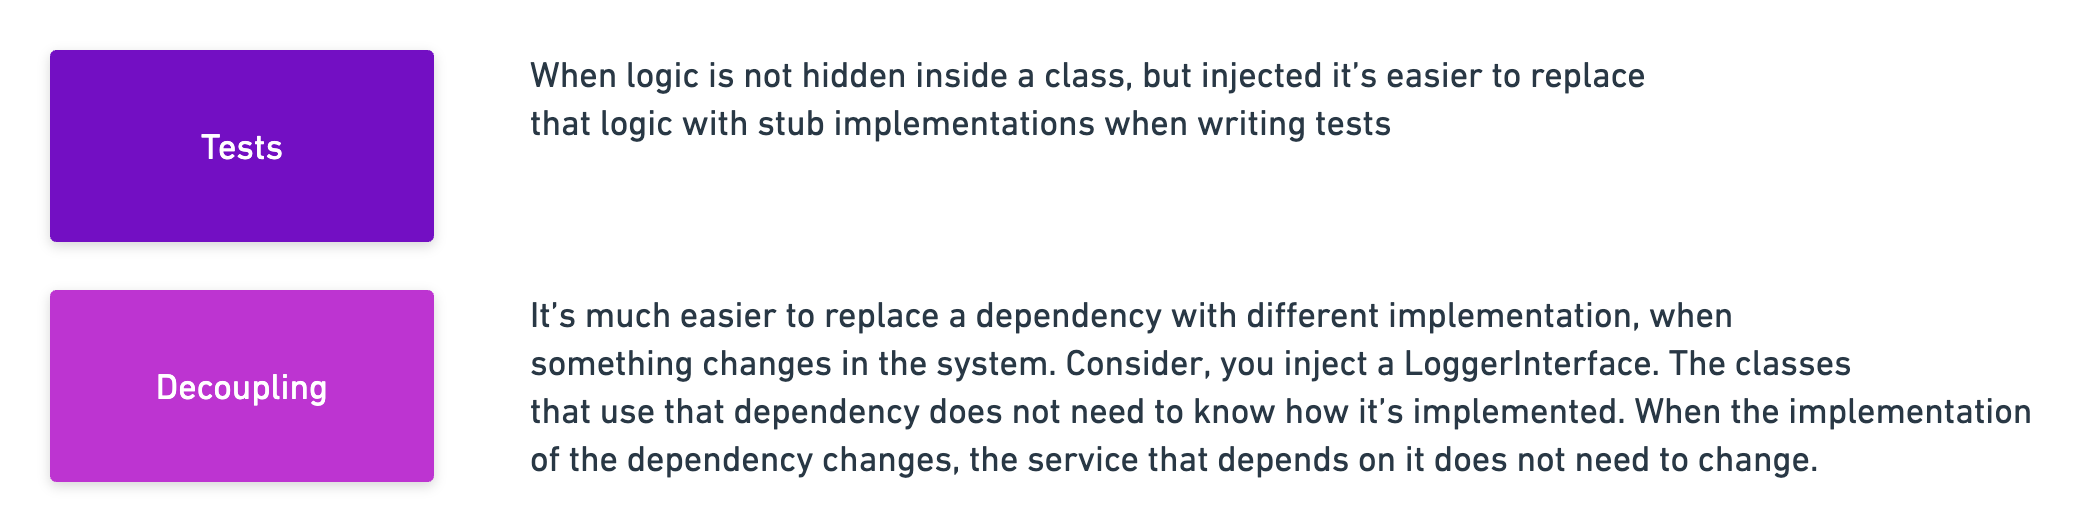 Tests
When logic is not hidden inside a class, but injected it’s easier to replace
that logic with stub implementations when writing tests
Decoupling
It’s much easier to replace a dependency with different implementation, when
something changes in the system. Consider, you inject a LoggerInterface. The classes
that use that dependency does not need to know how it’s implemented. When the implementation
of the dependency changes, the service that depends on it does not need to change.